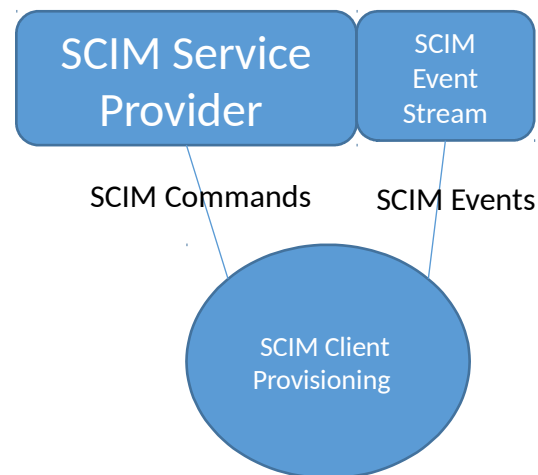 SCIM Service
Provider
SCIM
Event
Stream
SCIM Commands
SCIM Events
SCIM Client
Provisioning